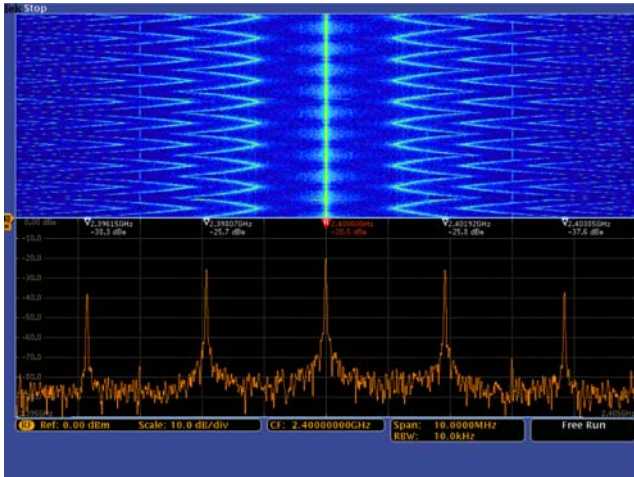 Tek Stop
0.00 dBm
2.39615GHz 2.39807GHz 2.40000GHz 2.40192GHz 2.40385GHz
-38.3 dBm -25.7 dBm -20.5 dBm -25.8 dBm -37.6 dBm
-10.0
-20.0
-30.0
-40.0
-50.0
-60.0
-70.0
-80.0
RF Ref: 0.00 dBm Scale: 10.0 dB/div CF: 2.40000000GHz Span: 10.0000MHz Free Run
RBW: 10.0kHz